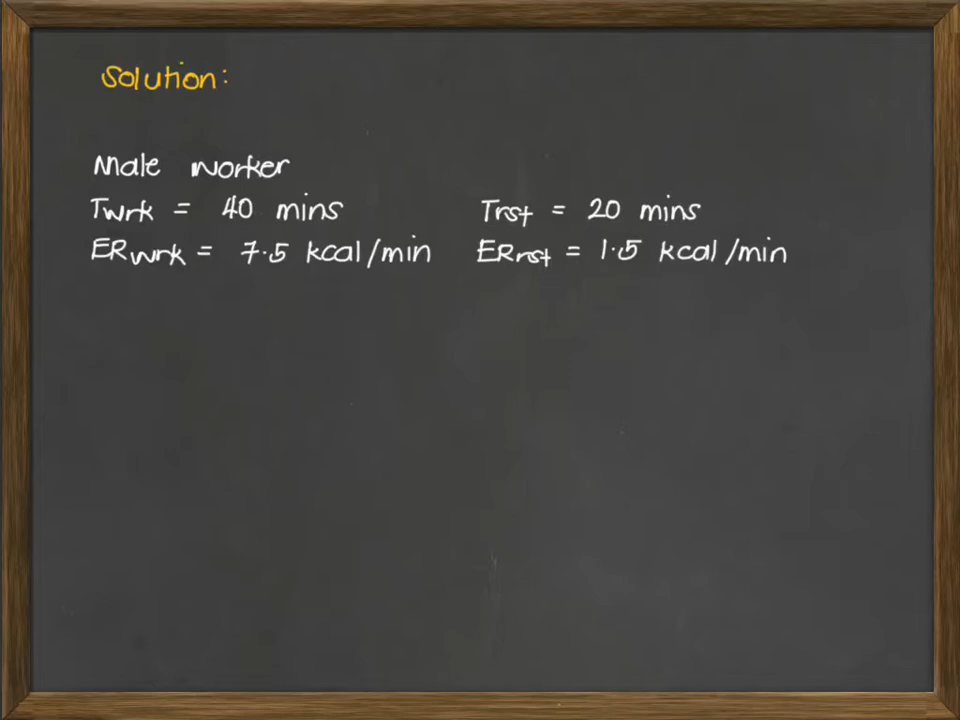 Solution:
Male worker
Twrk = 40 mins Trst = 20 mins
ERwrk = 7.5 kcal/min ERrst = 1.5 kcal/min